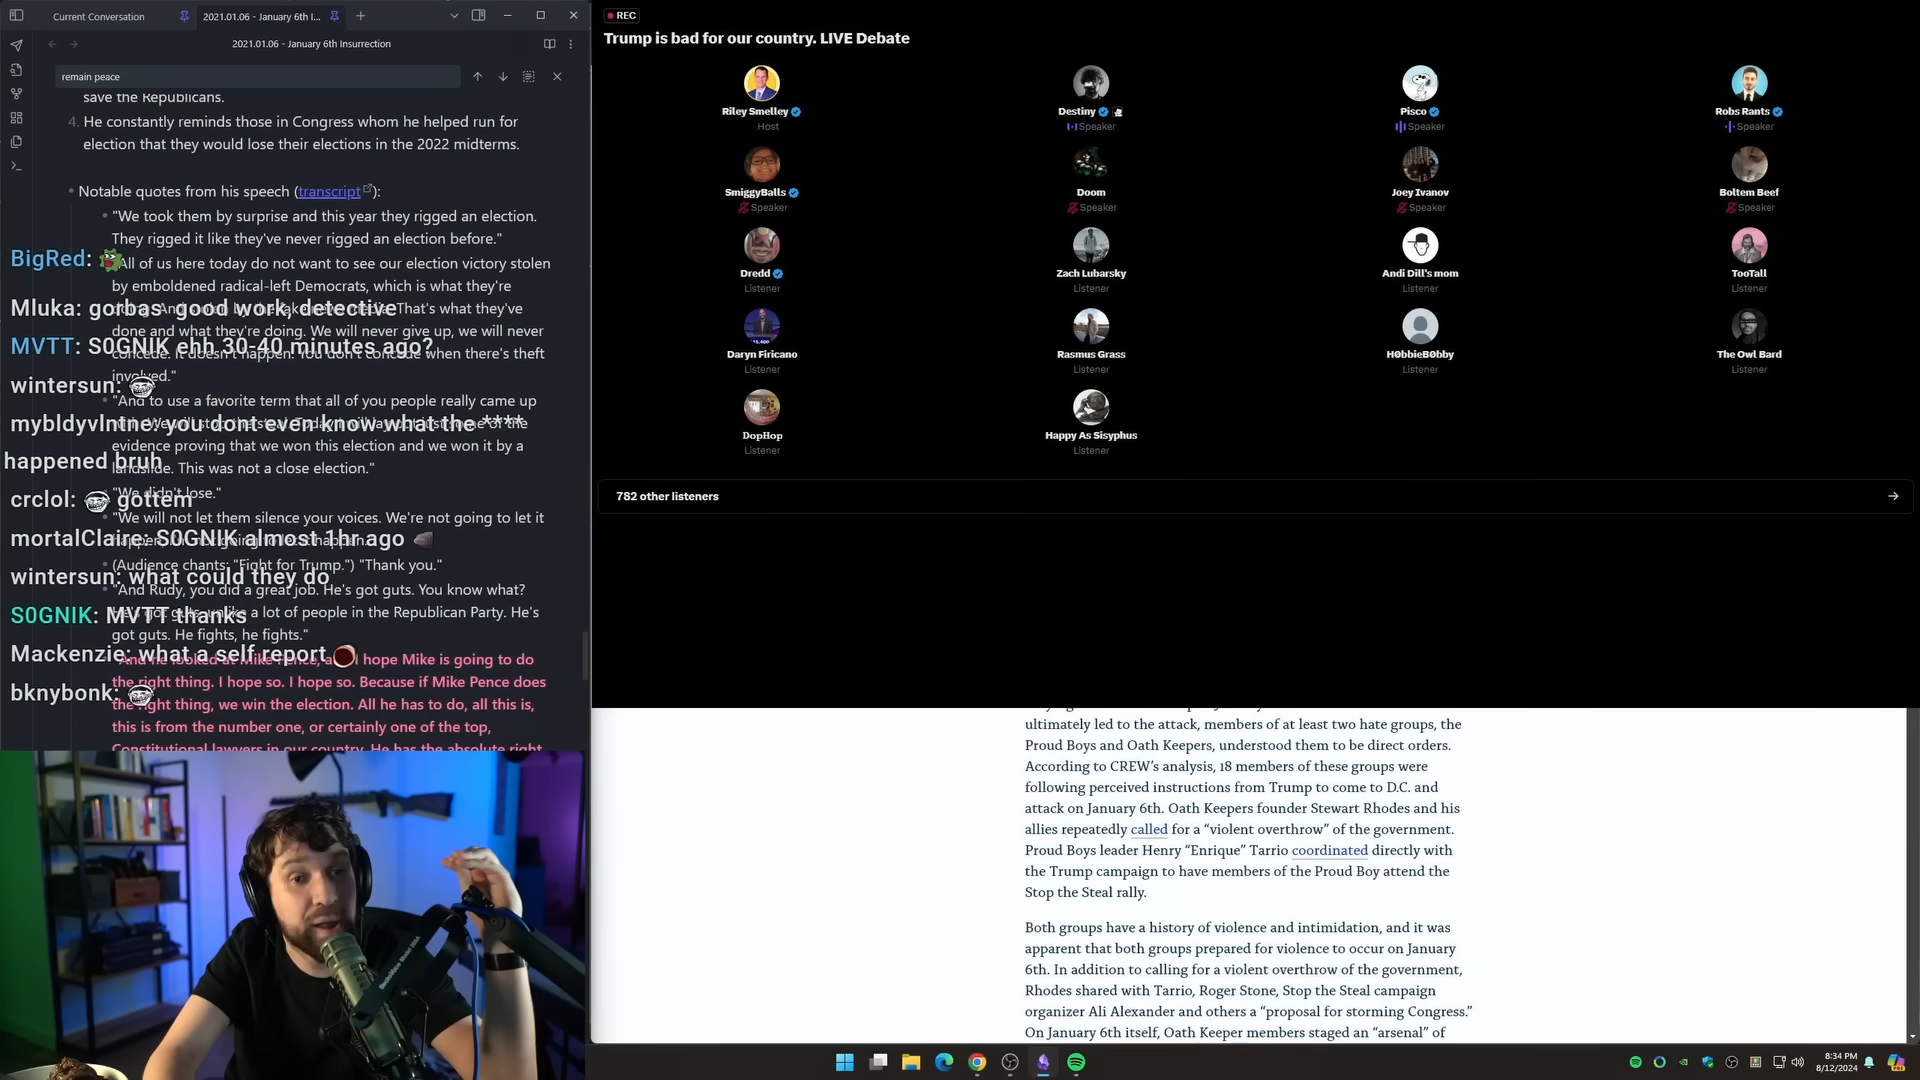 Current Conversation
2021.01.06 - January 6th I...
2021.01.06 - January 6th Insurrection
remain peace
save the Republicans.
4. He constantly reminds those in Congress whom he helped run for
election that they would lose their elections in the 2022 midterms.
Notable quotes from his speech (transcript):
"We took them by surprise and this year they rigged an election.
They rigged it like they've never rigged an election before."
All of us here today do not want to see our election victory stolen
by emboldened radical-left Democrats, which is what they're
That's what they've
done and what they're doing. We will never give up, we will never
when there's theft
involved."
"And to use a favorite term that all of you people really came up
evidence proving that we won this election and we won it by a
landslide. This was not a close election."
"We didn't lose."
"We will not let them silence your voices. We're not going to let it
(Audience chants: "Fight for Trump.") "Thank you."
"And Rudy, you did a great job. He's got guts. You know what?
a lot of people in the Republican Party. He's
got guts. He fights, he fights."
hope Mike is going to do
the right thing. I hope so. I hope so. Because if Mike Pence does
the right thing, we win the election. All he has to do, all this is,
this is from the number one, or certainly one of the top,
Constitutional lawyers in our country. He has the absolute right
BigRed:
Mluka: gorbas good work, detective
MVTT: S0GNIK ehh 30-40 minutes ago?
wintersun:
mybldyvlntne: you dont even know what the ****
happened bruh
crclol: gottem
mortalClaire: S0GNIK almost 1hr ago
wintersun: what could they do
S0GNIK: MVTT thanks
Mackenzie: what a self report
bknybonk:
REC
Trump is bad for our country. LIVE Debate
Riley Smelley
Host
Destiny
Speaker
Pisco
Speaker
Robs Rants
Speaker
SmiggyBalls
Speaker
Doom
Speaker
Joey Ivanov
Speaker
Boltem Beef
Speaker
Dredd
Listener
Zach Lubarsky
Listener
Andi Dill's mom
Listener
TooTall
Listener
Daryn Firicano
Listener
Rasmus Grass
Listener
H0bbieB0bby
Listener
The Owl Bard
Listener
DopHop
Listener
Happy As Sisyphus
Listener
782 other listeners
ultimately led to the attack, members of at least two hate groups, the
Proud Boys and Oath Keepers, understood them to be direct orders.
According to CREW's analysis, 18 members of these groups were
following perceived instructions from Trump to come to D.C. and
attack on January 6th. Oath Keepers founder Stewart Rhodes and his
allies repeatedly called for a “violent overthrow” of the government.
Proud Boys leader Henry “Enrique” Tarrio coordinated directly with
the Trump campaign to have members of the Proud Boy attend the
Stop the Steal rally.
Both groups have a history of violence and intimidation, and it was
apparent that both groups prepared for violence to occur on January
6th. In addition to calling for a violent overthrow of the government,
Rhodes shared with Tarrio, Roger Stone, Stop the Steal campaign
organizer Ali Alexander and others a “proposal for storming Congress.”
On January 6th itself, Oath Keeper members staged an “arsenal” of
8:34 PM
8/12/2024